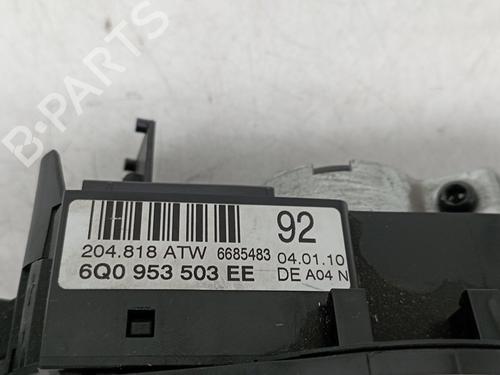 B-PARTS
92
204.818 ATW 6685483 04.01.10
6Q0 953 503 EE DE A04 N